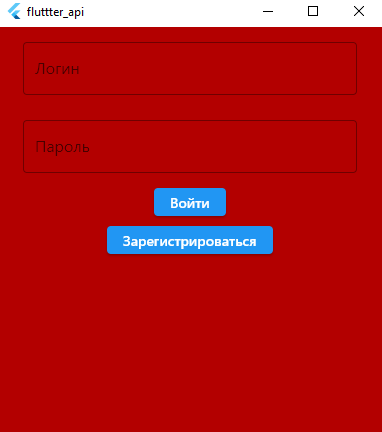 fluttter_api
Логин
Пароль
Войти
Зарегистрироваться